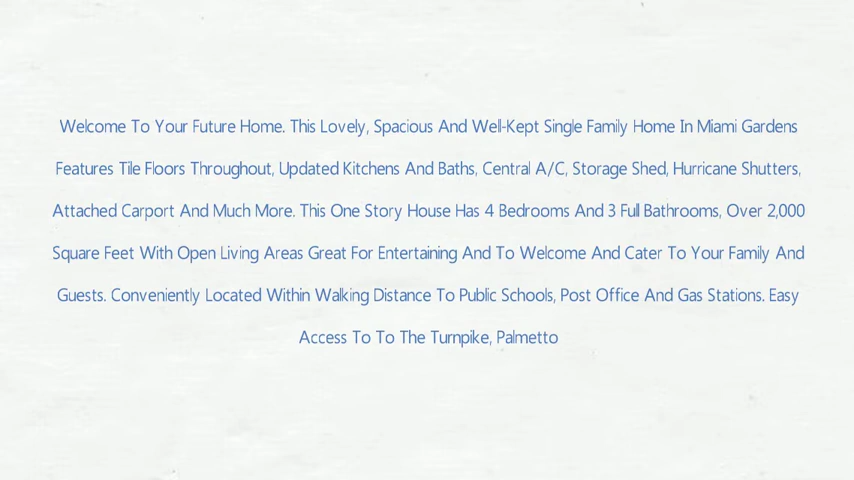 Welcome To Your Future Home. This Lovely, Spacious And Well-Kept Single Family Home In Miami Gardens
Features Tile Floors Throughout, Updated Kitchens And Baths, Central A/C, Storage Shed, Hurricane Shutters,
Attached Carport And Much More. This One Story House Has 4 Bedrooms And 3 Full Bathrooms, Over 2,000
Square Feet With Open Living Areas Great For Entertaining And To Welcome And Cater To Your Family And
Guests. Conveniently Located Within Walking Distance To Public Schools, Post Office And Gas Stations. Easy
Access To To The Turnpike, Palmetto